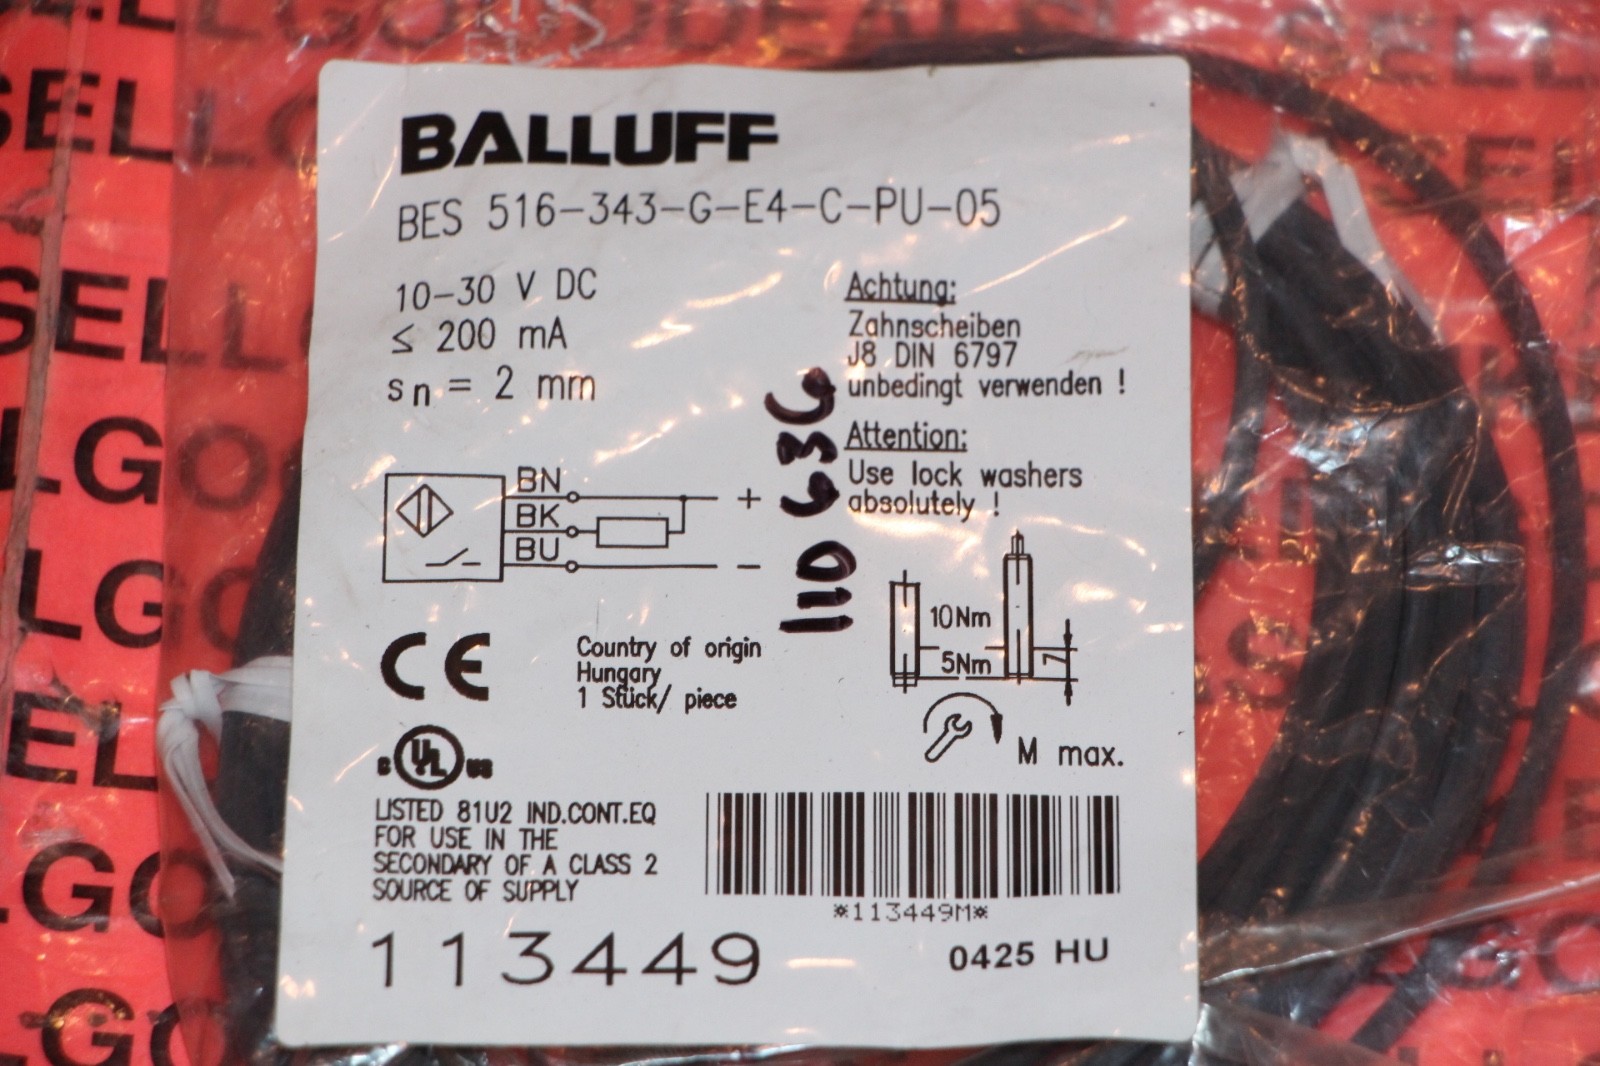 BALLUFF
BES 516-343-G-E4-C-PU-05
10-30 V DC
≤ 200 mA
sn = 2 mm
Achtung:
Zahnscheiben
J8 DIN 6797
unbedingt verwenden !
Attention:
Use lock washers
absolutely !
110 636
BN
BK
BU
+
−
10Nm
5Nm
7
M max.
CE
Country of origin
Hungary
1 Stück/ piece
C UL US
LISTED 81U2 IND.CONT.EQ
FOR USE IN THE
SECONDARY OF A CLASS 2
SOURCE OF SUPPLY
*113449M*
113449
0425 HU